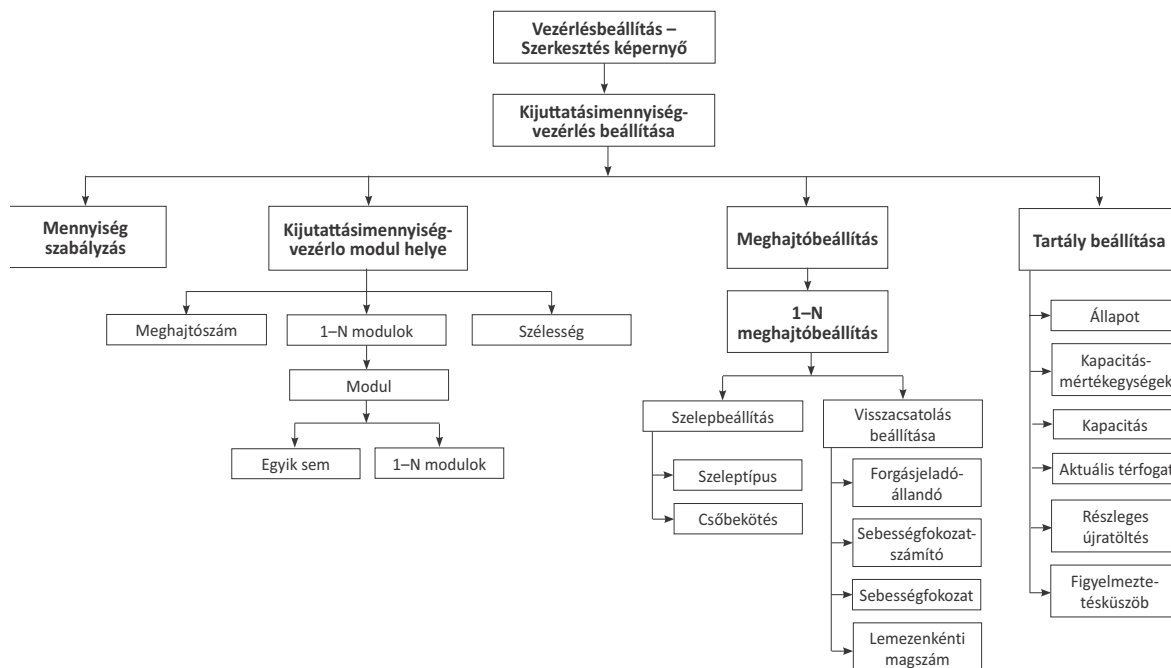 Vezérlésbeállítás –
Szerkesztés képernyő
Kijuttatásimennyiség-
vezérlés beállítása
Mennyiség
szabályzás
Kijutattásimennyiség-
vezérlo modul helye
Meghajtószám
1–N modulok
Szélesség
Modul
Egyik sem
1–N modulok
Meghajtóbeállítás
1–N
meghajtóbeállítás
Szelepbeállítás
Szeleptípus
Csőbekötés
Visszacsatolás
beállítása
Forgásjeladó-
állandó
Sebességfokozat-
számító
Sebességfokozat
Lemezenkénti
magszám
Tartály beállítása
Állapot
Kapacitás-
mértékegységek
Kapacitás
Aktuális térfogat
Részleges
újratöltés
Figyelmezte-
tésküszöb